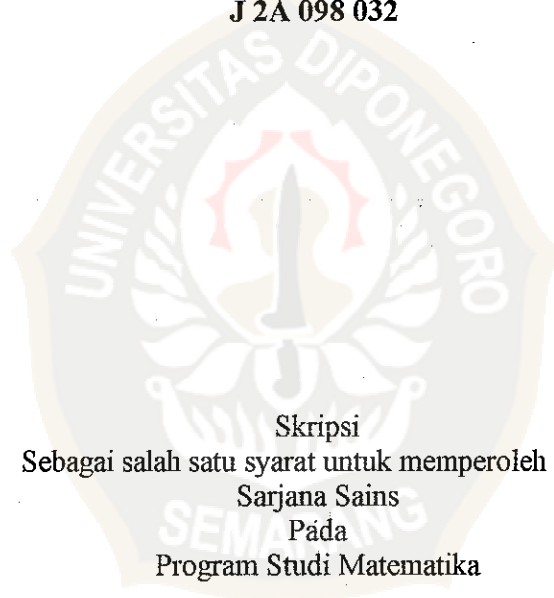 J 2A 098 032
UNIVERSITAS DIPONEGORO
Skripsi
Sebagai salah satu syarat untuk memperoleh
Sarjana Sains
SEMARANG
Pada
Program Studi Matematika